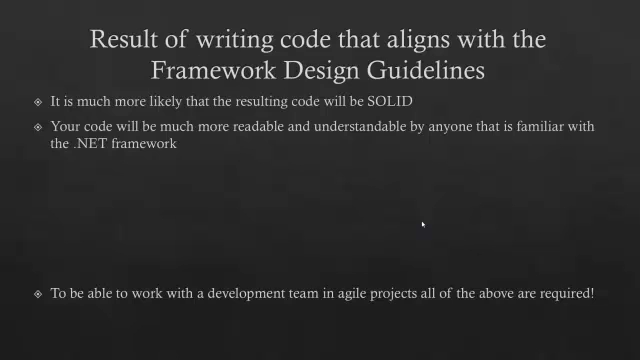 Result of writing code that aligns with the
Framework Design Guidelines
It is much more likely that the resulting code will be SOLID
Your code will be much more readable and understandable by anyone that is familiar with
the .NET framework
To be able to work with a development team in agile projects all of the above are required!